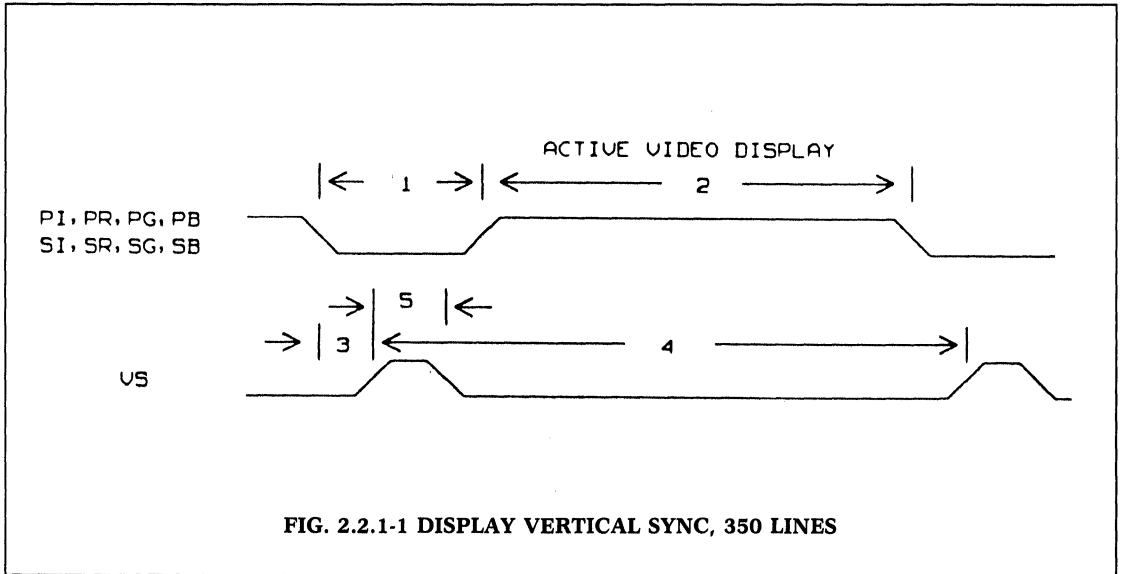 ACTIVE VIDEO DISPLAY
1
2
PI, PR, PG, PB
SI, SR, SG, SB
5
3
4
VS
FIG. 2.2.1-1 DISPLAY VERTICAL SYNC, 350 LINES